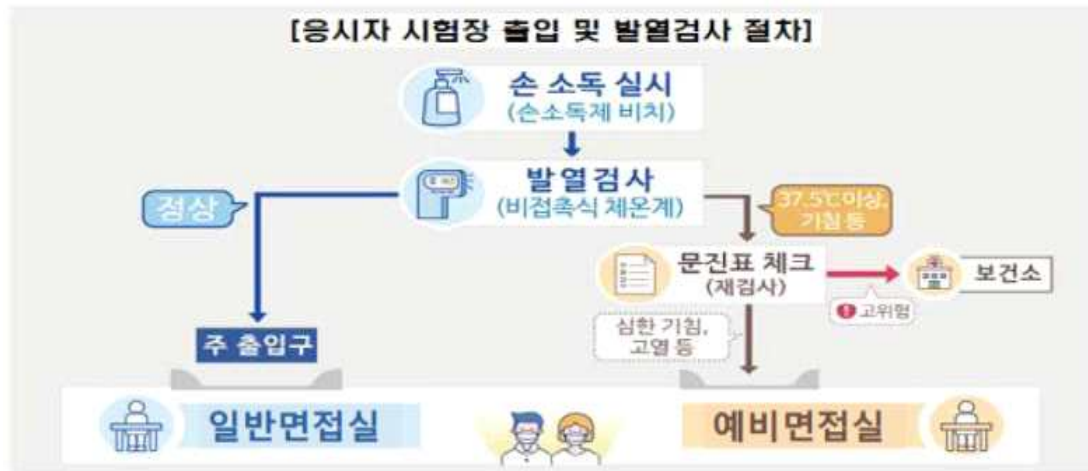 [응시자 시험장 출입 및 발열검사 절차]
손 소독 실시
(손소독제 비치)
발열검사
(비접촉식 체온계)
정상
37.5℃이상,
기침 등
문진표 체크
(재검사)
보건소
고위험
심한 기침,
고열 등
주 출입구
일반면접실
예비면접실